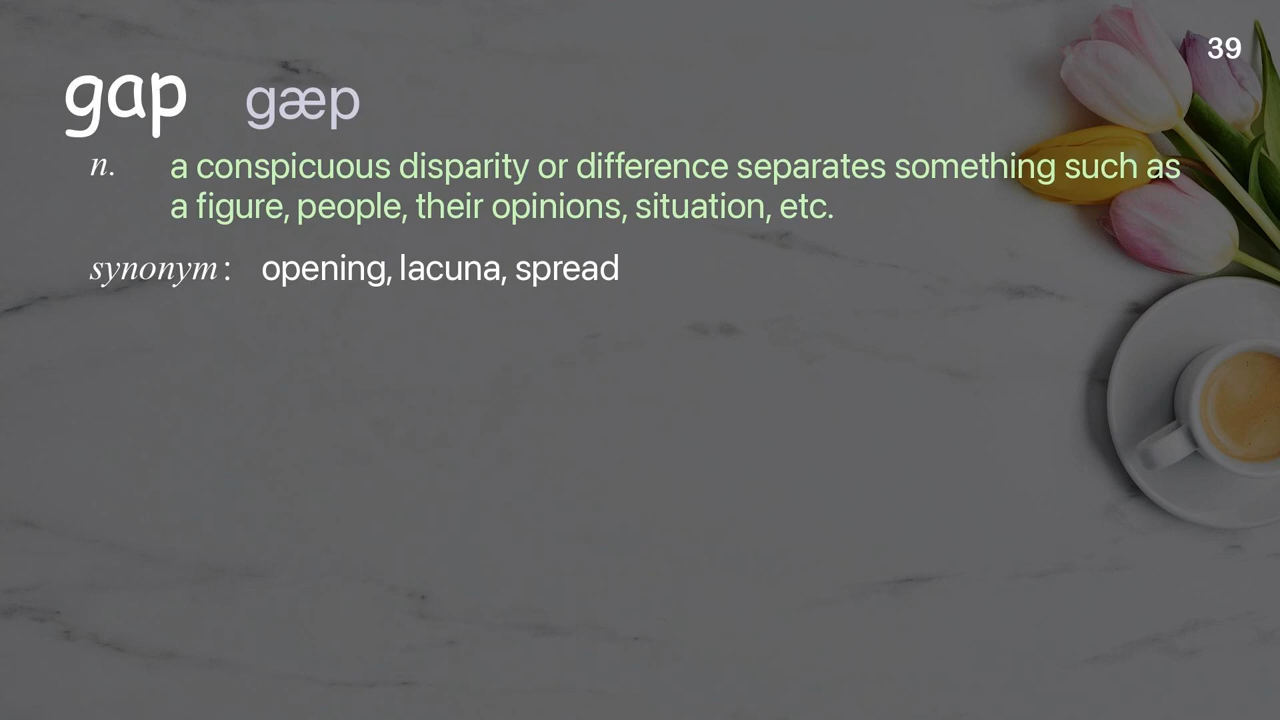 39
gap gæp
n. a conspicuous disparity or difference separates something such as
a figure, people, their opinions, situation, etc.
synonym: opening, lacuna, spread